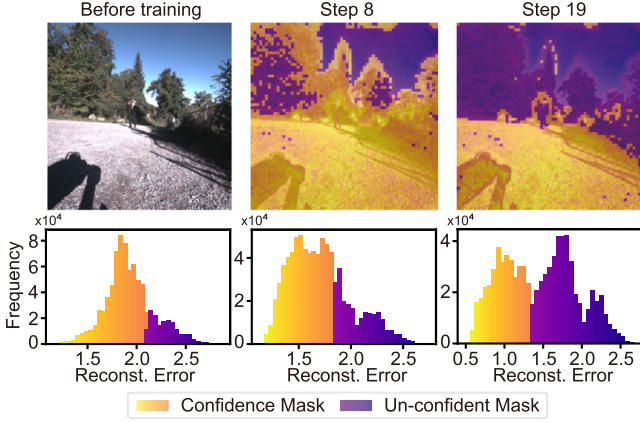 Before training Step 8 Step 19
x10⁴ x10⁴ x10⁴
Frequency
8
6
4
2
0
1.5 2.0 2.5
Reconst. Error
4
2
0
1.5 2.0 2.5
Reconst. Error
4
2
0
0.5 1.0 1.5 2.0 2.5
Reconst. Error
Confidence Mask Un-confident Mask